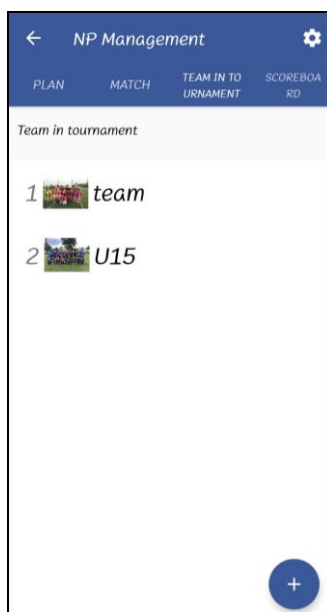 NP Management
PLAN
MATCH
TEAM IN TO
URNAMENT
SCOREBOA
RD
Team in tournament
1 team
2 U15
+